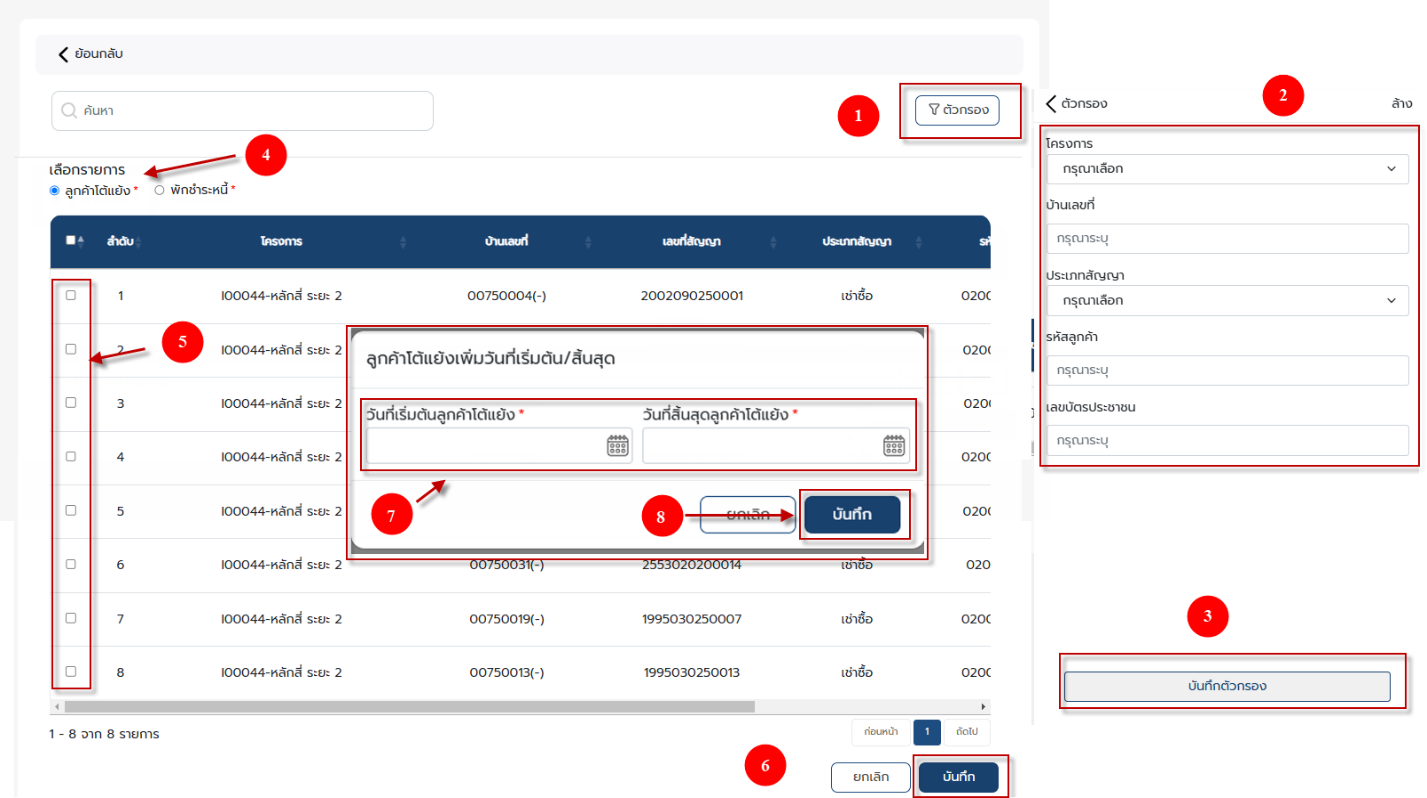 ย้อนกลับ
ค้นหา
1
ตัวกรอง
ตัวกรอง
2
ล้าง
4
เลือกรายการ
ลูกค้าโต้แย้ง * พักชำระหนี้ *
ลำดับ โครงการ บ้านเลขที่ เลขที่สัญญา ประเภทสัญญา
1 I00044-หลักสี่ ระยะ 2 00750004(-) 2002090250001 เช่าซื้อ 0200
2 I00044-หลักสี่ ระยะ 2 0200
5
3 I00044-หลักสี่ ระยะ 2 0200
4 I00044-หลักสี่ ระยะ 2 0200
5 I00044-หลักสี่ ระยะ 2 0200
6 I00044-หลักสี่ ระยะ 2 00750031(-) 2553020200014 เช่าซื้อ 020
7 I00044-หลักสี่ ระยะ 2 00750019(-) 1995030250007 เช่าซื้อ 0200
8 I00044-หลักสี่ ระยะ 2 00750013(-) 1995030250013 เช่าซื้อ 0200
ลูกค้าโต้แย้งเพิ่มวันที่เริ่มต้น/สิ้นสุด
วันที่เริ่มต้นลูกค้าโต้แย้ง * วันที่สิ้นสุดลูกค้าโต้แย้ง *
7
8
ยกเลิก
บันทึก
1 - 8 จาก 8 รายการ
ก่อนหน้า 1 ถัดไป
6
ยกเลิก
บันทึก
โครงการ
กรุณาเลือก
บ้านเลขที่
กรุณาระบุ
ประเภทสัญญา
กรุณาเลือก
รหัสลูกค้า
กรุณาระบุ
เลขบัตรประชาชน
กรุณาระบุ
3
บันทึกตัวกรอง